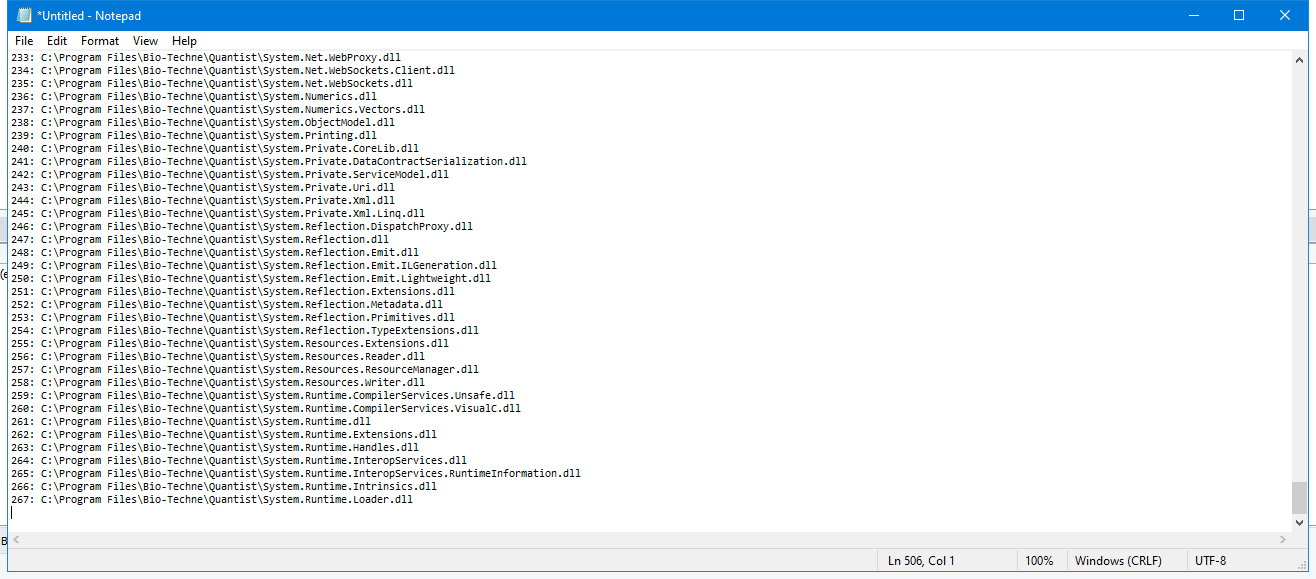 *Untitled - Notepad
File Edit Format View Help
233: C:\Program Files\Bio-Techne\Quantist\System.Net.WebProxy.dll
234: C:\Program Files\Bio-Techne\Quantist\System.Net.WebSockets.Client.dll
235: C:\Program Files\Bio-Techne\Quantist\System.Net.WebSockets.dll
236: C:\Program Files\Bio-Techne\Quantist\System.Numerics.dll
237: C:\Program Files\Bio-Techne\Quantist\System.Numerics.Vectors.dll
238: C:\Program Files\Bio-Techne\Quantist\System.ObjectModel.dll
239: C:\Program Files\Bio-Techne\Quantist\System.Printing.dll
240: C:\Program Files\Bio-Techne\Quantist\System.Private.CoreLib.dll
241: C:\Program Files\Bio-Techne\Quantist\System.Private.DataContractSerialization.dll
242: C:\Program Files\Bio-Techne\Quantist\System.Private.ServiceModel.dll
243: C:\Program Files\Bio-Techne\Quantist\System.Private.Uri.dll
244: C:\Program Files\Bio-Techne\Quantist\System.Private.Xml.dll
245: C:\Program Files\Bio-Techne\Quantist\System.Private.Xml.Linq.dll
246: C:\Program Files\Bio-Techne\Quantist\System.Reflection.DispatchProxy.dll
247: C:\Program Files\Bio-Techne\Quantist\System.Reflection.dll
248: C:\Program Files\Bio-Techne\Quantist\System.Reflection.Emit.dll
249: C:\Program Files\Bio-Techne\Quantist\System.Reflection.Emit.ILGeneration.dll
250: C:\Program Files\Bio-Techne\Quantist\System.Reflection.Emit.Lightweight.dll
251: C:\Program Files\Bio-Techne\Quantist\System.Reflection.Extensions.dll
252: C:\Program Files\Bio-Techne\Quantist\System.Reflection.Metadata.dll
253: C:\Program Files\Bio-Techne\Quantist\System.Reflection.Primitives.dll
254: C:\Program Files\Bio-Techne\Quantist\System.Reflection.TypeExtensions.dll
255: C:\Program Files\Bio-Techne\Quantist\System.Resources.Extensions.dll
256: C:\Program Files\Bio-Techne\Quantist\System.Resources.Reader.dll
257: C:\Program Files\Bio-Techne\Quantist\System.Resources.ResourceManager.dll
258: C:\Program Files\Bio-Techne\Quantist\System.Resources.Writer.dll
259: C:\Program Files\Bio-Techne\Quantist\System.Runtime.CompilerServices.Unsafe.dll
260: C:\Program Files\Bio-Techne\Quantist\System.Runtime.CompilerServices.VisualC.dll
261: C:\Program Files\Bio-Techne\Quantist\System.Runtime.dll
262: C:\Program Files\Bio-Techne\Quantist\System.Runtime.Extensions.dll
263: C:\Program Files\Bio-Techne\Quantist\System.Runtime.Handles.dll
264: C:\Program Files\Bio-Techne\Quantist\System.Runtime.InteropServices.dll
265: C:\Program Files\Bio-Techne\Quantist\System.Runtime.InteropServices.RuntimeInformation.dll
266: C:\Program Files\Bio-Techne\Quantist\System.Runtime.Intrinsics.dll
267: C:\Program Files\Bio-Techne\Quantist\System.Runtime.Loader.dll
Ln 506, Col 1 100% Windows (CRLF) UTF-8